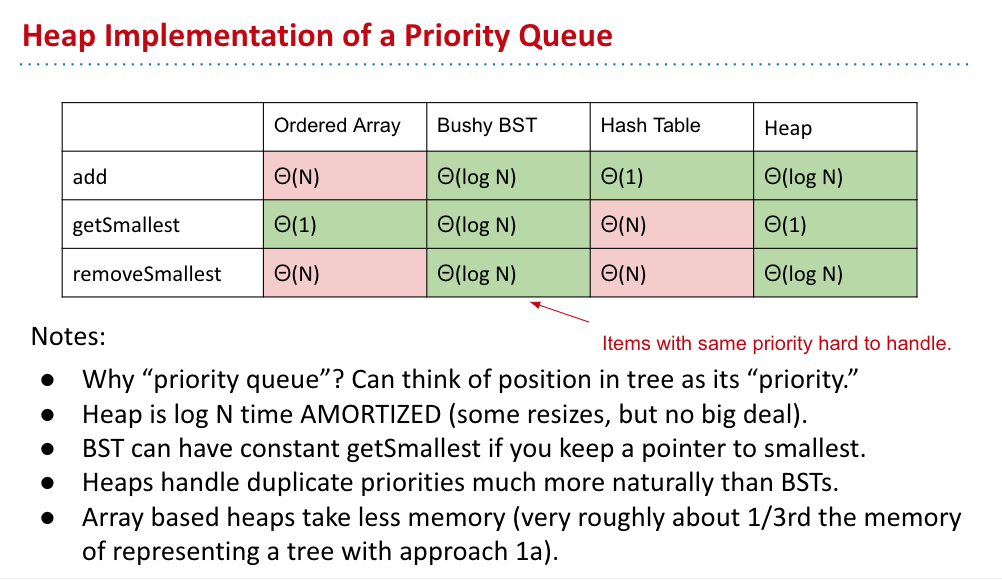 Heap Implementation of a Priority Queue
Ordered Array Bushy BST Hash Table Heap
add Θ(N) Θ(log N) Θ(1) Θ(log N)
getSmallest Θ(1) Θ(log N) Θ(N) Θ(1)
removeSmallest Θ(N) Θ(log N) Θ(N) Θ(log N)
Items with same priority hard to handle.
Notes:
● Why “priority queue”? Can think of position in tree as its “priority.”
● Heap is log N time AMORTIZED (some resizes, but no big deal).
● BST can have constant getSmallest if you keep a pointer to smallest.
● Heaps handle duplicate priorities much more naturally than BSTs.
● Array based heaps take less memory (very roughly about 1/3rd the memory
of representing a tree with approach 1a).